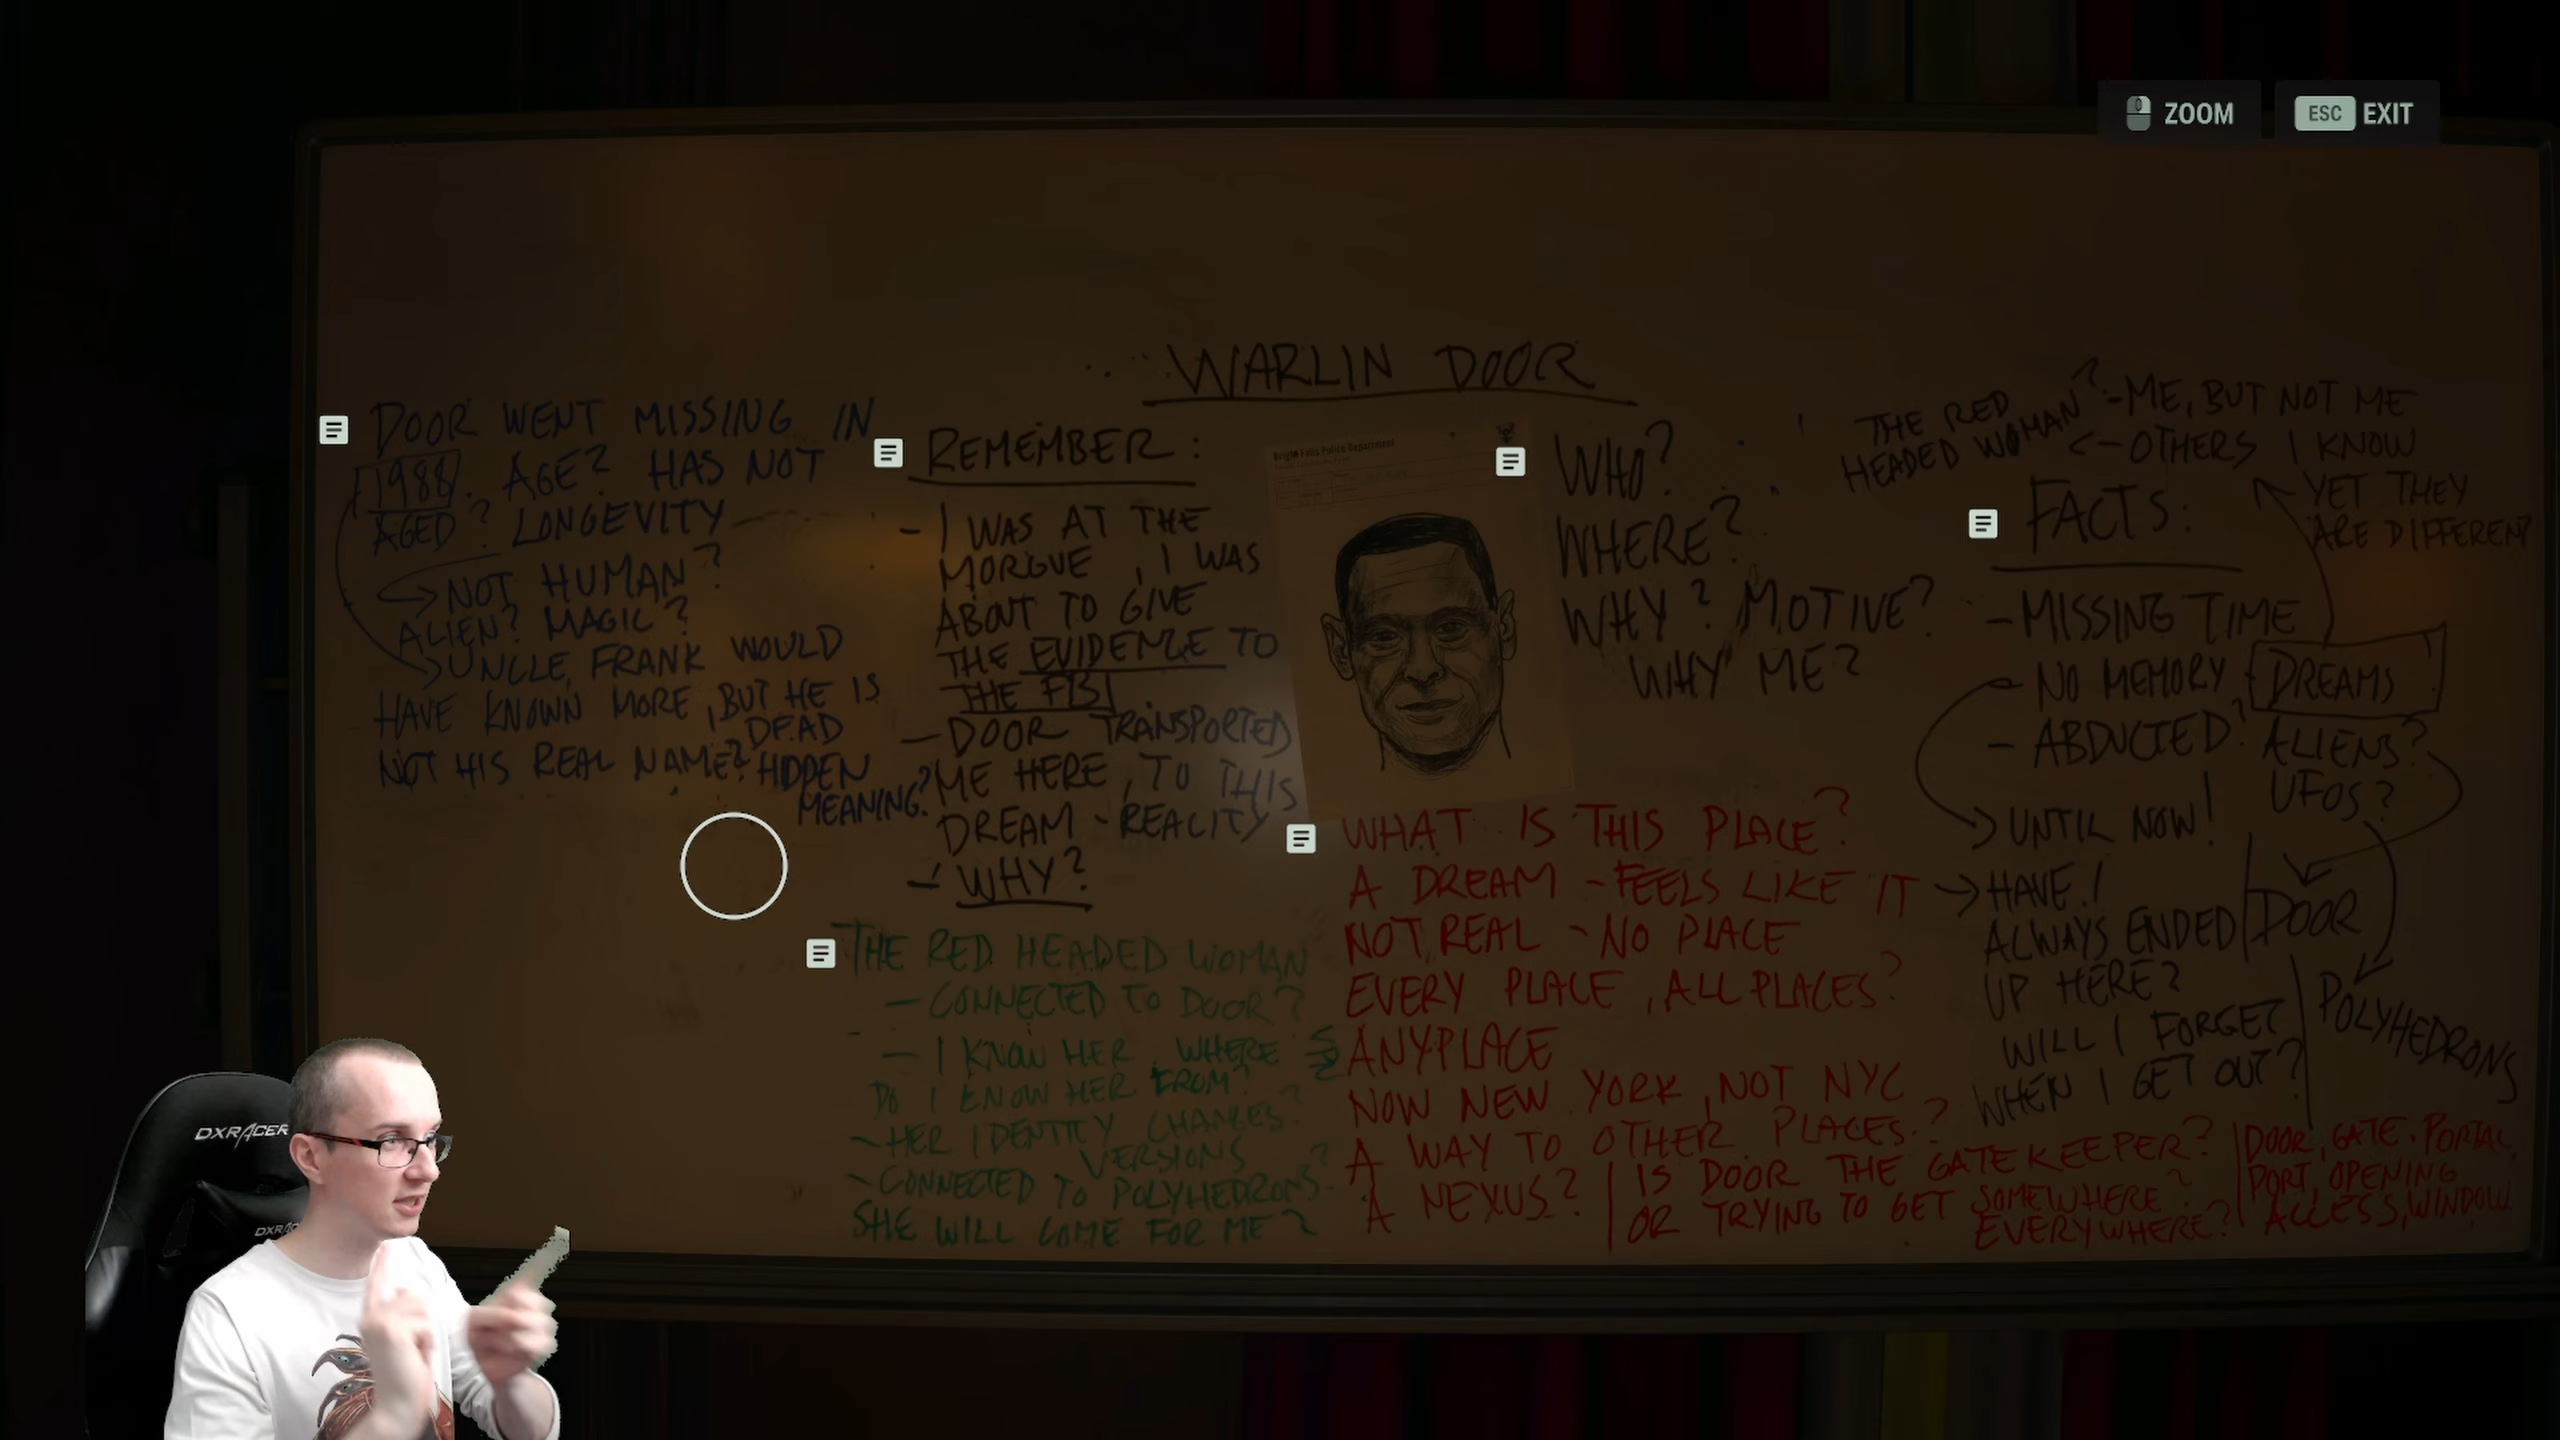 ZOOM
ESC EXIT
WARLIN DOOR
DOOR WENT MISSING IN
1988. AGE? HAS NOT
AGED? LONGEVITY
NOT HUMAN?
ALIEN? MAGIC?
UNCLE FRANK WOULD
HAVE KNOWN MORE, BUT HE IS
DEAD
NOT HIS REAL NAME? HIDDEN
MEANING?
REMEMBER:
- I WAS AT THE
MORGUE, I WAS
ABOUT TO GIVE
THE EVIDENCE TO
THE FBI
- DOOR TRANSPORTED
ME HERE, TO THIS
DREAM - REALITY
- WHY?
Bright Falls Police Department
WHO?
WHERE?
WHY? MOTIVE?
WHY ME?
THE RED
HEADED WOMAN?
- ME, BUT NOT ME
<- OTHERS I KNOW
YET THEY
ARE DIFFERENT
FACTS:
- MISSING TIME
- NO MEMORY
DREAMS
- ABDUCTED? ALIENS?
UFOS?
UNTIL NOW!
HAVE I
ALWAYS ENDED
UP HERE?
WILL I FORGET
WHEN I GET OUT?
DOOR
POLYHEDRONS
THE RED HEADED WOMAN
- CONNECTED TO DOOR?
- I KNOW HER, WHERE
DO I KNOW HER FROM?
- HER IDENTITY CHANGES?
VERSIONS
- CONNECTED TO POLYHEDRONS?
SHE WILL COME FOR ME?
WHAT IS THIS PLACE?
A DREAM - FEELS LIKE IT
NOT REAL - NO PLACE
EVERY PLACE, ALL PLACES?
ANYPLACE
NOW NEW YORK, NOT NYC
A WAY TO OTHER PLACES?
A NEXUS?
IS DOOR THE GATEKEEPER?
OR TRYING TO GET SOMEWHERE?
EVERYWHERE?
DOOR, GATE, PORTAL,
PORT, OPENING
ACCESS, WINDOW
DXRACER